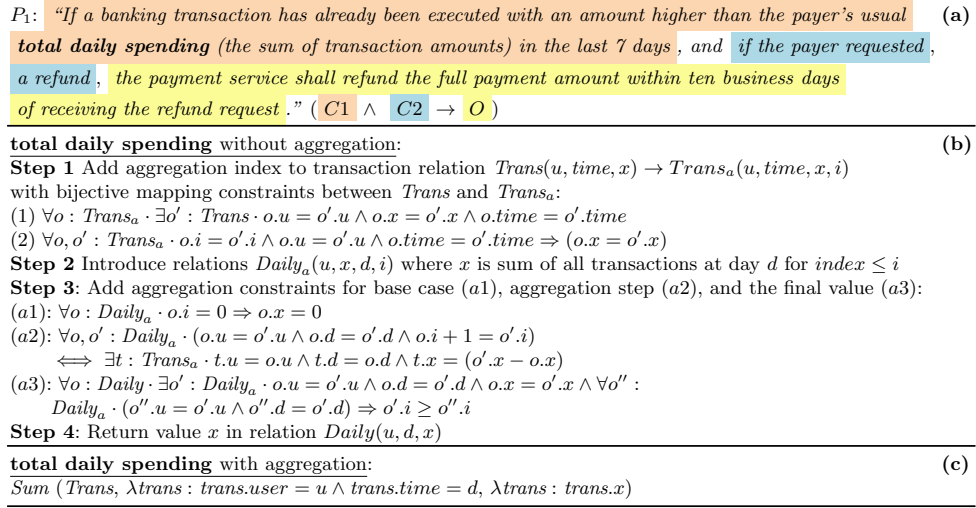 P₁: “If a banking transaction has already been executed with an amount higher than the payer’s usual (a)
total daily spending (the sum of transaction amounts) in the last 7 days , and if the payer requested ,
a refund , the payment service shall refund the full payment amount within ten business days
of receiving the refund request .” ( C1 ∧ C2 → O )
total daily spending without aggregation: (b)
Step 1 Add aggregation index to transaction relation Trans(u, time, x) → Transₐ(u, time, x, i)
with bijective mapping constraints between Trans and Transₐ:
(1) ∀o : Transₐ · ∃o′ : Trans · o.u = o′.u ∧ o.x = o′.x ∧ o.time = o′.time
(2) ∀o, o′ : Transₐ · o.i = o′.i ∧ o.u = o′.u ∧ o.time = o′.time ⇒ (o.x = o′.x)
Step 2 Introduce relations Dailyₐ(u, x, d, i) where x is sum of all transactions at day d for index ≤ i
Step 3: Add aggregation constraints for base case (a1), aggregation step (a2), and the final value (a3):
(a1): ∀o : Dailyₐ · o.i = 0 ⇒ o.x = 0
(a2): ∀o, o′ : Dailyₐ · (o.u = o′.u ∧ o.d = o′.d ∧ o.i + 1 = o′.i)
⟺ ∃t : Transₐ · t.u = o.u ∧ t.d = o.d ∧ t.x = (o′.x − o.x)
(a3): ∀o : Daily · ∃o′ : Dailyₐ · o.u = o′.u ∧ o.d = o′.d ∧ o.x = o′.x ∧ ∀o″ :
Dailyₐ · (o″.u = o′.u ∧ o″.d = o′.d) ⇒ o′.i ≥ o″.i
Step 4: Return value x in relation Daily(u, d, x)
total daily spending with aggregation: (c)
Sum (Trans, λtrans : trans.user = u ∧ trans.time = d, λtrans : trans.x)